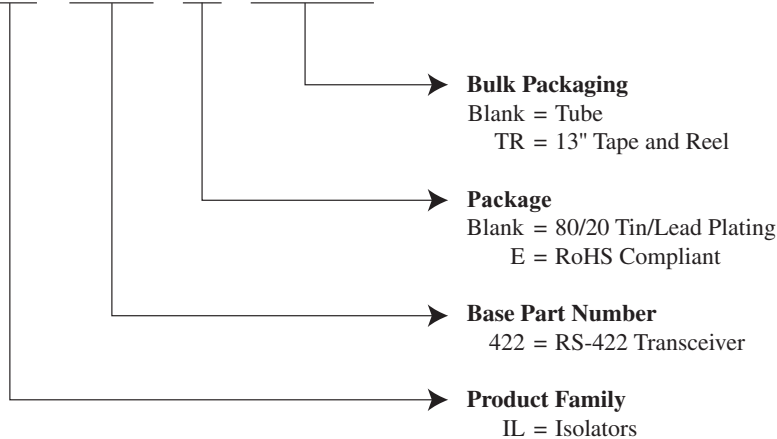 Bulk Packaging
Blank = Tube
TR = 13" Tape and Reel
Package
Blank = 80/20 Tin/Lead Plating
E = RoHS Compliant
Base Part Number
422 = RS-422 Transceiver
Product Family
IL = Isolators